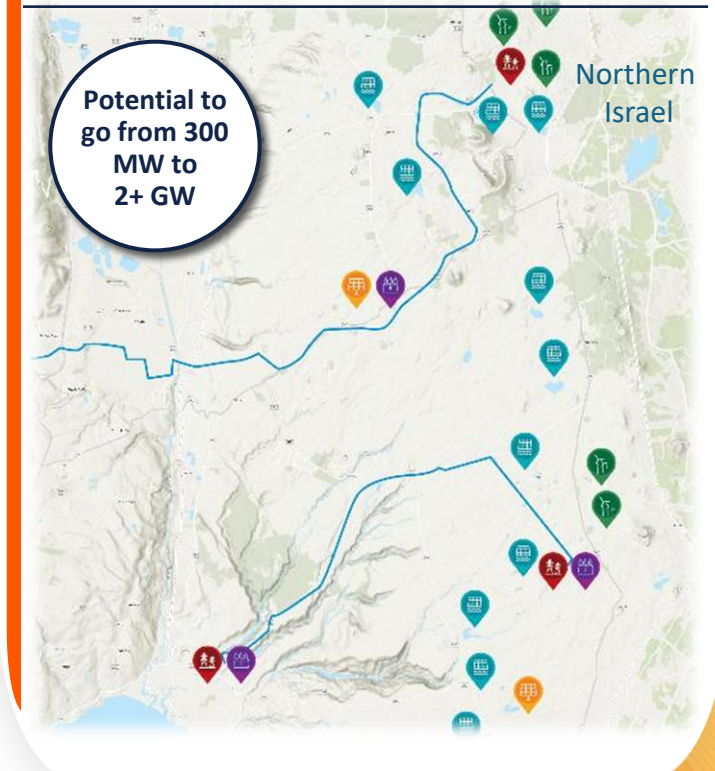 Potential to
go from 300
MW to
2+ GW
Northern
Israel